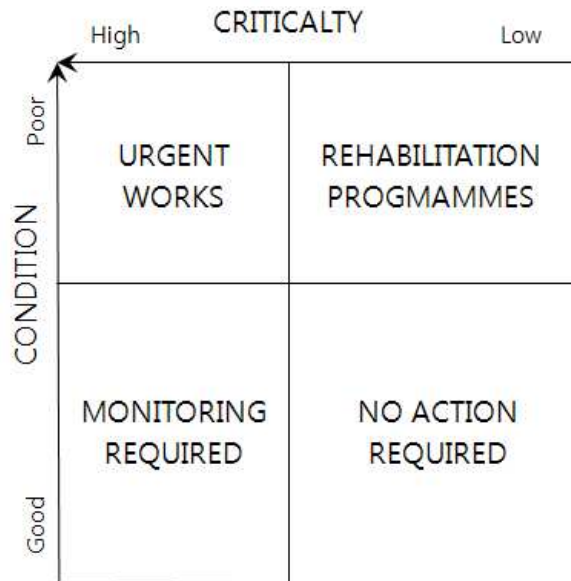 CRITICALTY
High
Low
Poor
CONDITION
Good
URGENT
WORKS
REHABILITATION
PROGMAMMES
MONITORING
REQUIRED
NO ACTION
REQUIRED